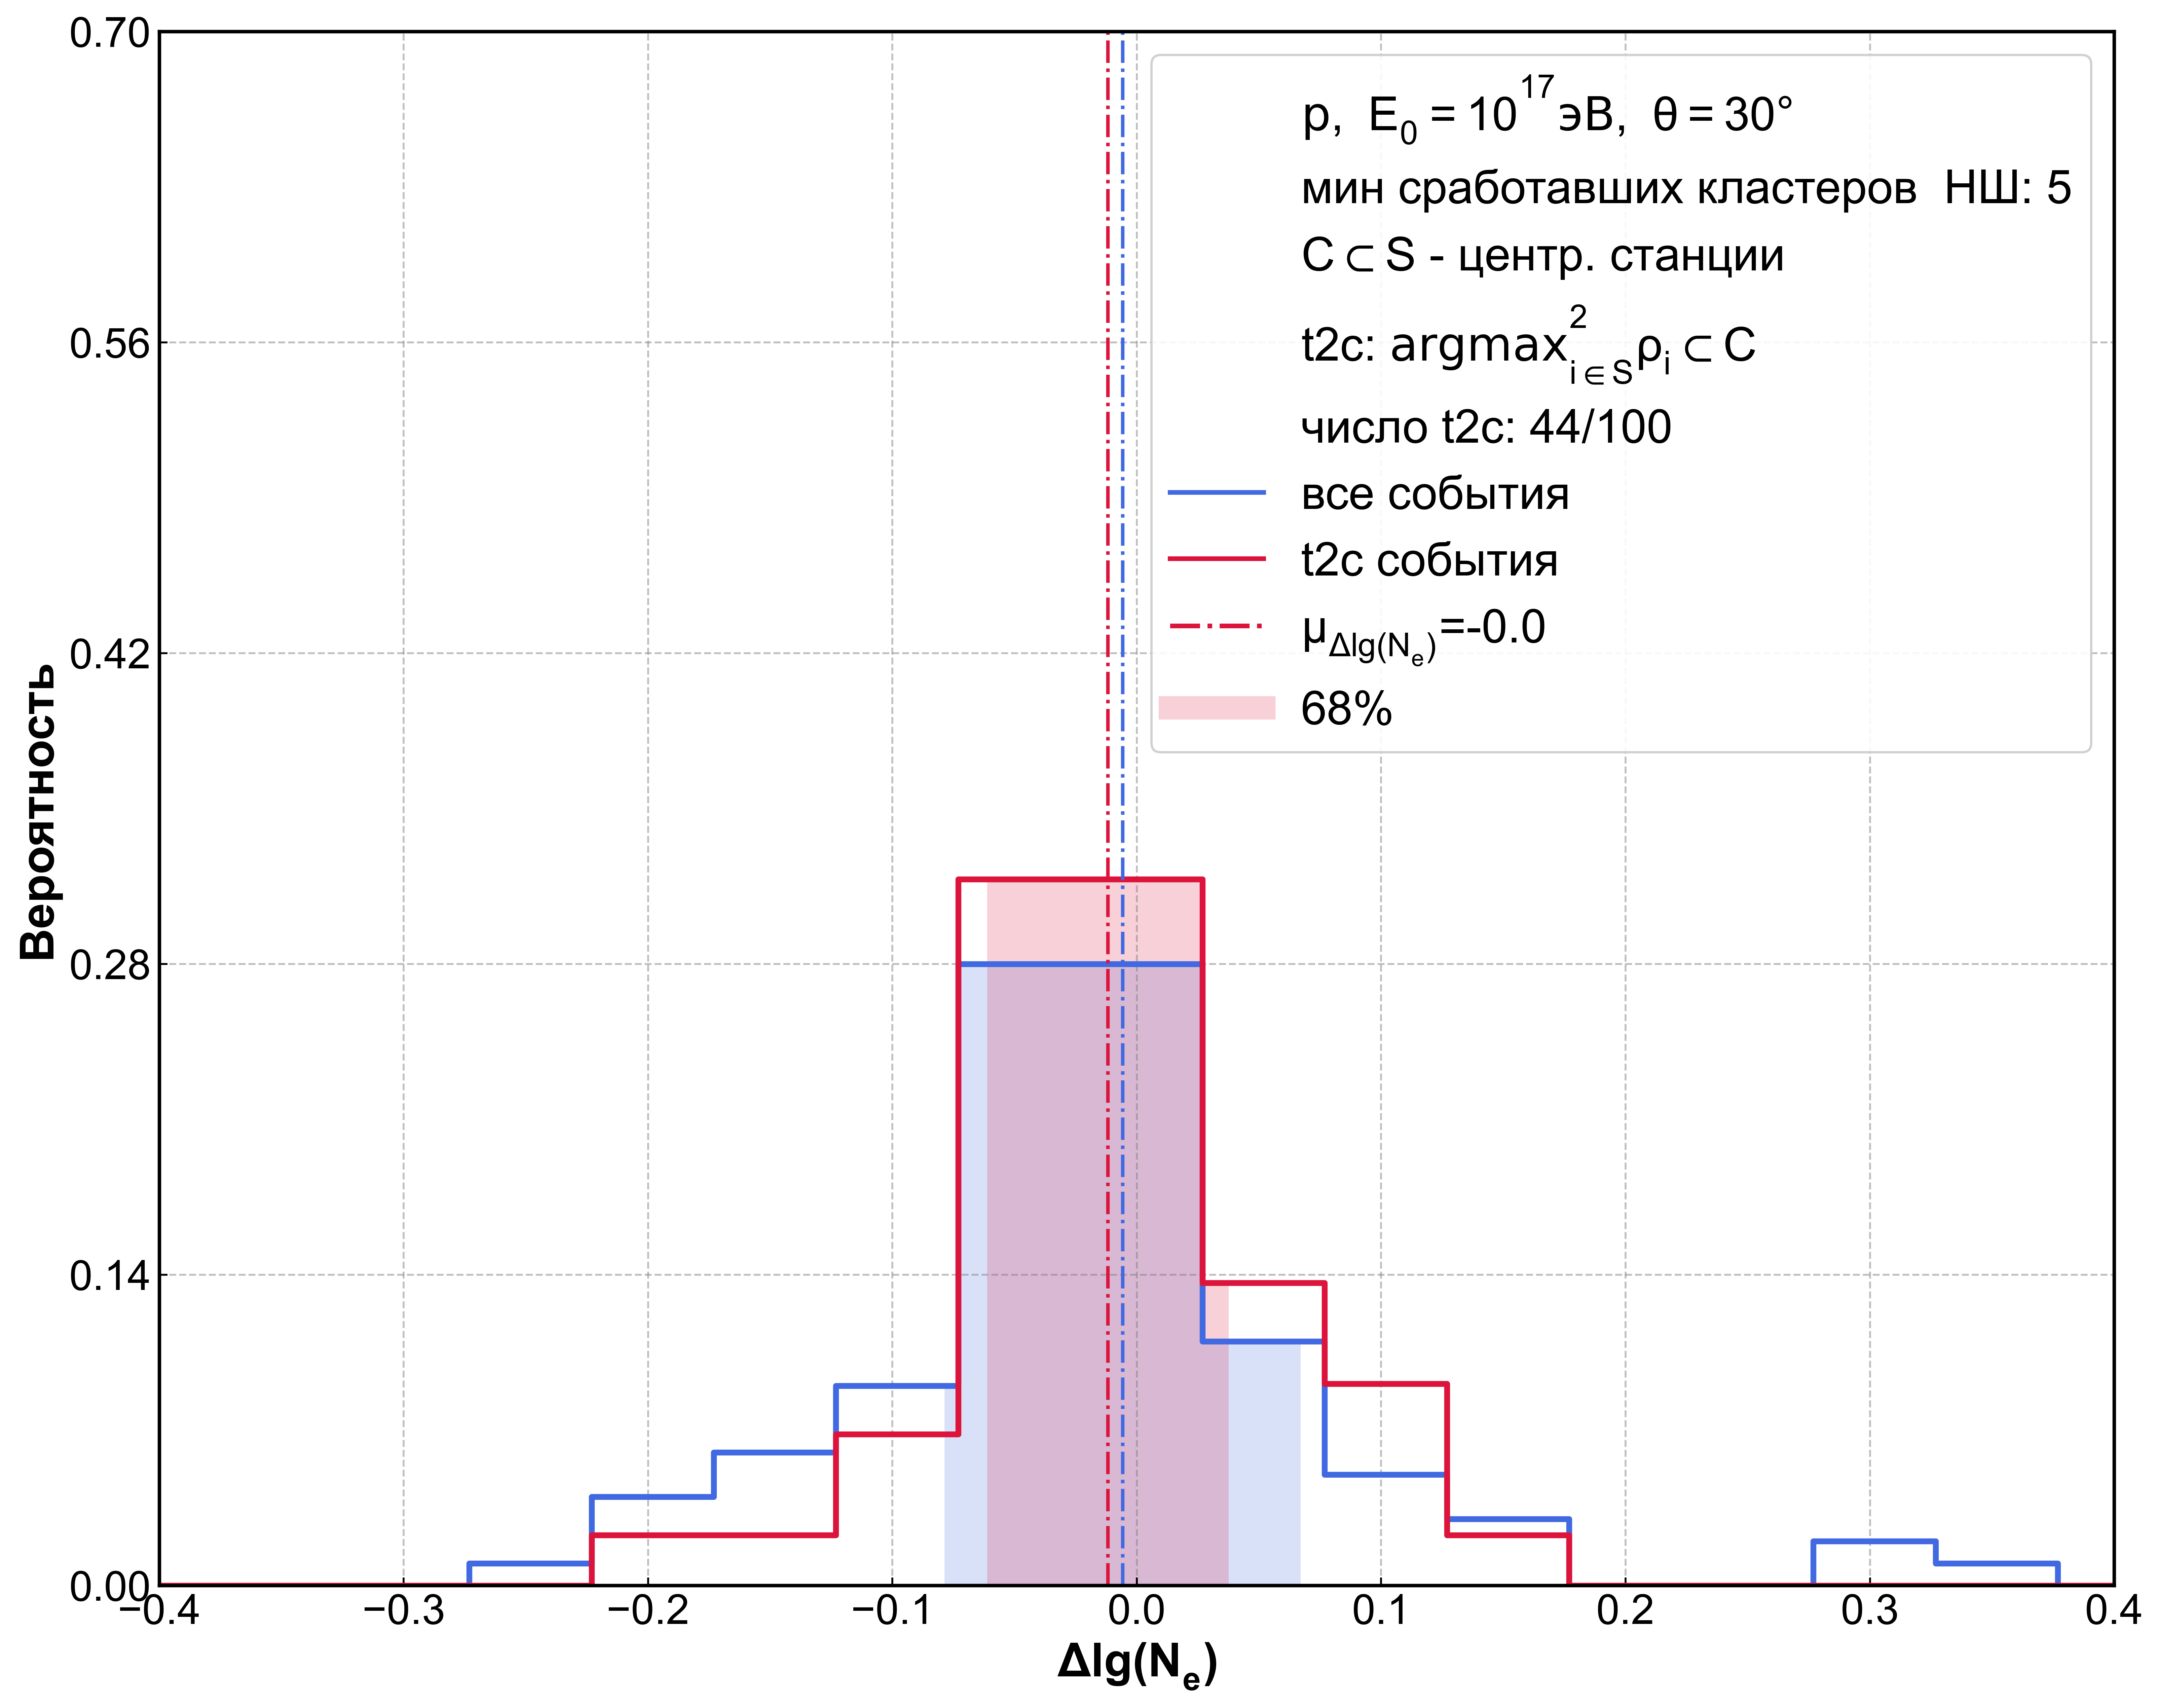 0.70
0.56
0.42
0.28
0.14
0.00
Вероятность
p, E₀ = 10¹⁷эВ, θ = 30°
мин сработавших кластеров НШ: 5
C ⊂ S - центр. станции
t2c: argmax²ᵢ ∈ S ρᵢ ⊂ C
число t2c: 44/100
все события
t2c события
μΔlg(Nₑ)=-0.0
68%
−0.4 −0.3 −0.2 −0.1 0.0 0.1 0.2 0.3 0.4
Δlg(Nₑ)